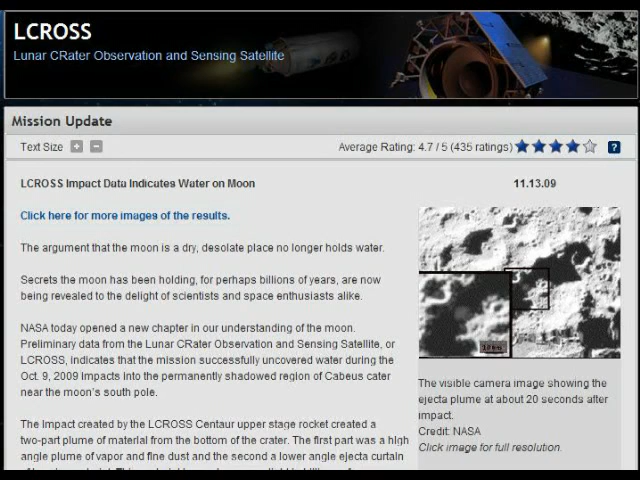 LCROSS
Lunar CRater Observation and Sensing Satellite
Mission Update
Text Size + -
Average Rating: 4.7 / 5 (435 ratings) ?
LCROSS Impact Data Indicates Water on Moon
11.13.09
Click here for more images of the results.
The argument that the moon is a dry, desolate place no longer holds water.
Secrets the moon has been holding, for perhaps billions of years, are now
being revealed to the delight of scientists and space enthusiasts alike.
NASA today opened a new chapter in our understanding of the moon.
Preliminary data from the Lunar CRater Observation and Sensing Satellite, or
LCROSS, indicates that the mission successfully uncovered water during the
Oct. 9, 2009 impacts into the permanently shadowed region of Cabeus cater
near the moon's south pole.
The impact created by the LCROSS Centaur upper stage rocket created a
two-part plume of material from the bottom of the crater. The first part was a high
angle plume of vapor and fine dust and the second a lower angle ejecta curtain
The visible camera image showing the
ejecta plume at about 20 seconds after
impact.
Credit: NASA
Click image for full resolution.